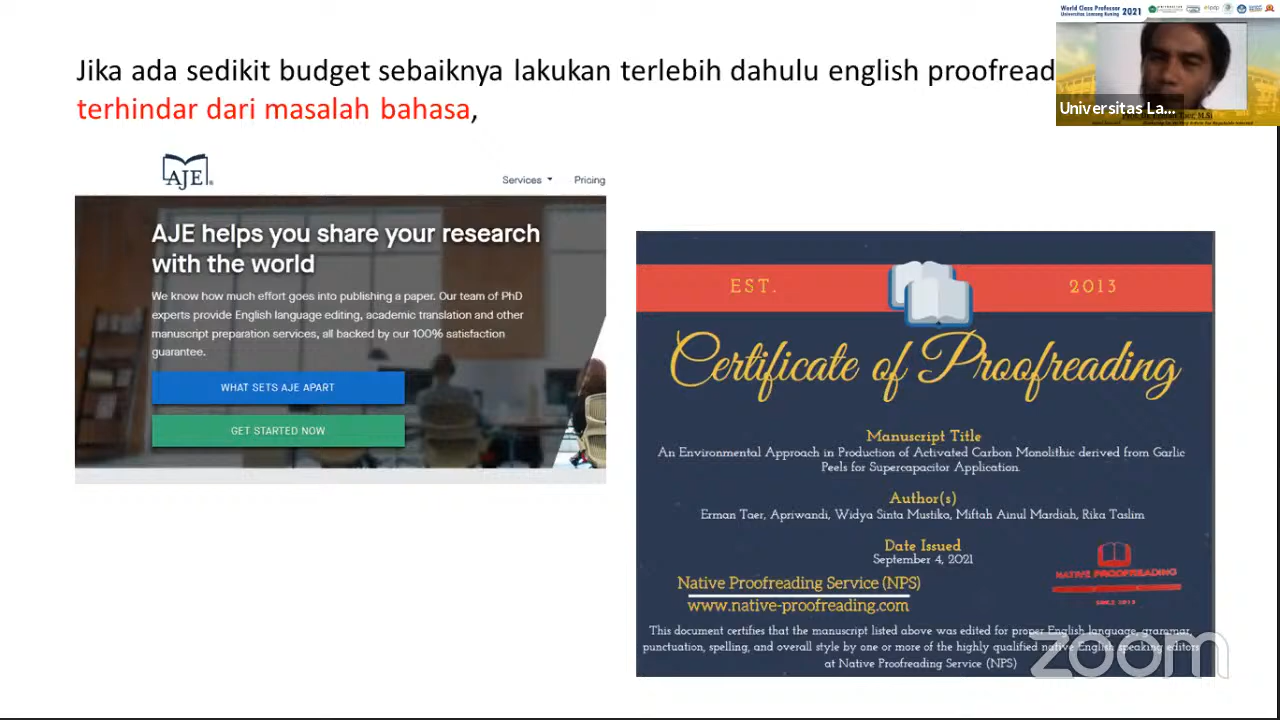 World Class Professor
Universitas Lancang Kuning 2021
Jika ada sedikit budget sebaiknya lakukan terlebih dahulu english proofread
terhindar dari masalah bahasa,
Universitas La...
AJE
Services
Pricing
AJE helps you share your research
with the world
We know how much effort goes into publishing a paper. Our team of PhD
experts provide English language editing, academic translation and other
manuscript preparation services, all backed by our 100% satisfaction
guarantee.
WHAT SETS AJE APART
GET STARTED NOW
EST. 2013
Certificate of Proofreading
Manuscript Title
An Environmental Approach in Production of Activated Carbon Monolithic derived from Garlic
Peels for Supercapacitor Application.
Author(s)
Erman Taer, Apriwandi, Widya Sinta Mustika, Miftah Ainul Mardiah, Rika Taslim
Date Issued
September 4, 2021
Native Proofreading Service (NPS)
www.native-proofreading.com
NATIVE PROOFREADING
SINCE 2013
This document certifies that the manuscript listed above was edited for proper English language, grammar,
punctuation, spelling, and overall style by one or more of the highly qualified native English speaking editors
at Native Proofreading Service (NPS)
zoom